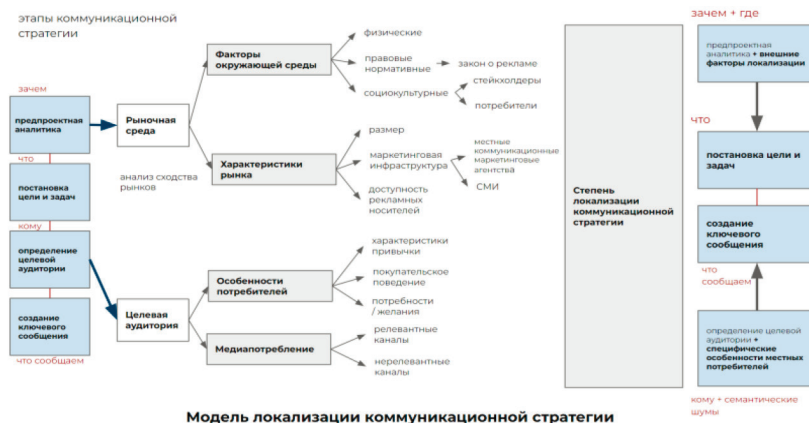 этапы коммуникационной
стратегии
зачем
предпроектная
аналитика
что
постановка
цели и задач
кому
определение
целевой
аудитории
создание
ключевого
сообщения
что сообщаем
Рыночная
среда
анализ сходства
рынков
Целевая
аудитория
Факторы
окружающей среды
физические
правовые
нормативные
закон о рекламе
социокультурные
стейкхолдеры
потребители
Характеристики
рынка
размер
маркетинговая
инфраструктура
местные
коммуникационные
маркетинговые
агентства
СМИ
доступность
рекламных
носителей
Особенности
потребителей
характеристики
привычки
покупательское
поведение
потребности
/ желания
Медиапотребление
релевантные
каналы
нерелевантные
каналы
Степень
локализации
коммуникационной
стратегии
зачем + где
предпроектная
аналитика + внешние
факторы локализации
что
постановка цели и
задач
создание
ключевого
сообщения
что
сообщаем
определение целевой
аудитории +
специфические
особенности местных
потребителей
кому + семантические
шумы
Модель локализации коммуникационной стратегии